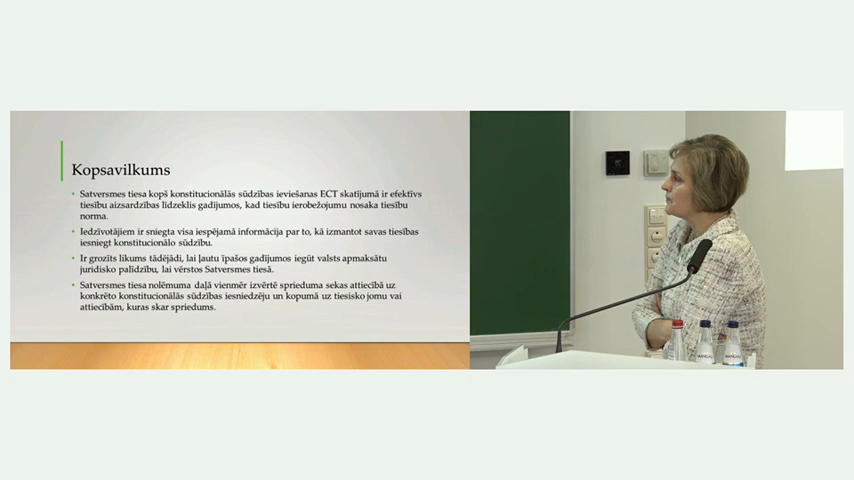 Kopsavilkums
• Satversmes tiesa kopš konstitucionālās sūdzības ieviešanas ECT skatījumā ir efektīvs
tiesību aizsardzības līdzeklis gadījumos, kad tiesību ierobežojumu nosaka tiesību
norma.
• Iedzīvotājiem ir sniegta visa iespējamā informācija par to, kā izmantot savas tiesības
iesniegt konstitucionālo sūdzību.
• Ir grozīts likums tādējādi, lai ļautu īpašos gadījumos iegūt valsts apmaksātu
juridisko palīdzību, lai vērstos Satversmes tiesā.
• Satversmes tiesa nolēmuma daļā vienmēr izvērtē sprieduma sekas attiecībā uz
konkrēto konstitucionālās sūdzības iesniedzēju un kopumā uz tiesisko jomu vai
attiecībām, kuras skar spriedums.